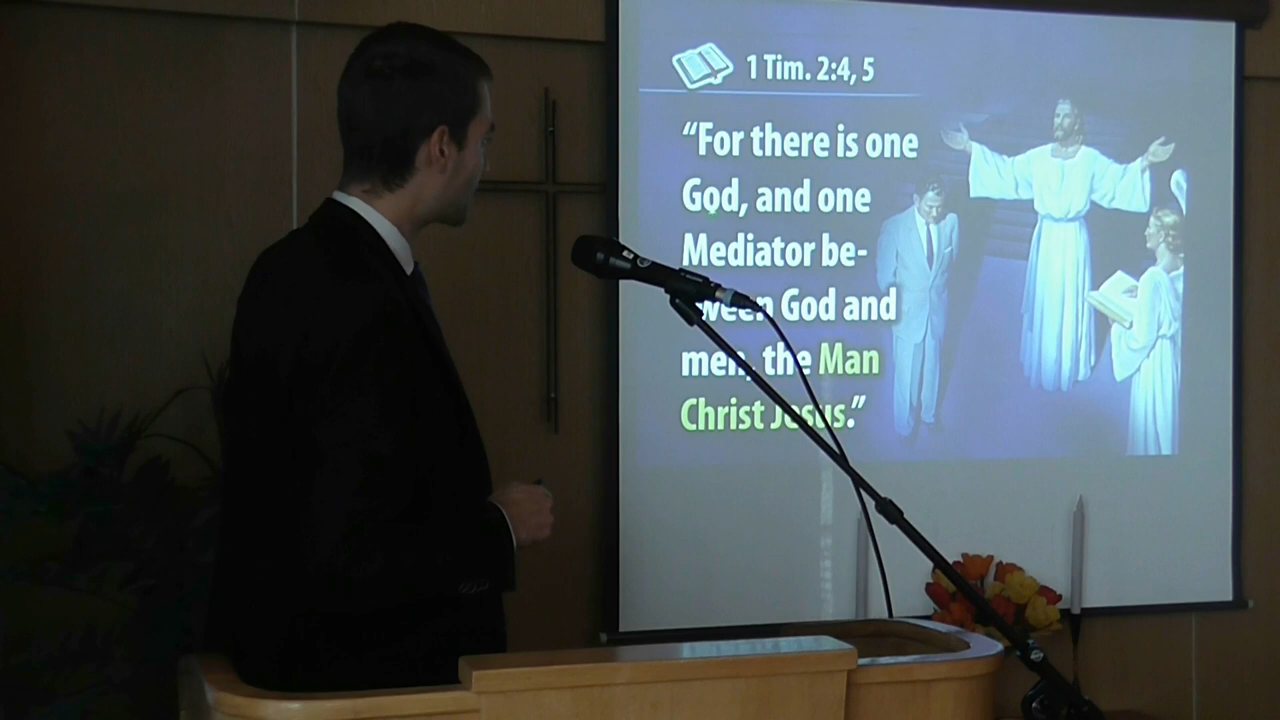 1 Tim. 2:4, 5
“For there is one
God, and one
Mediator be-
ween God and
men, the Man
Christ Jesus.”